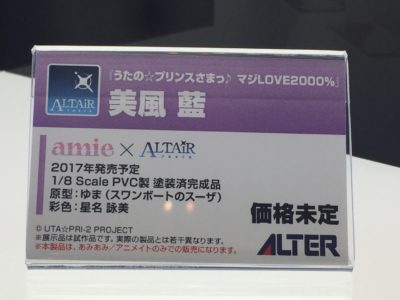 『うたの☆プリンスさまっ♪ マジLOVE2000%』
ALTAiR
美風 藍
amie × ALTAiR
2017年発売予定
1/8 Scale PVC製 塗装済完成品
原型:ゆま(スワンボートのスーザ)
彩色:星名 詠美
価格未定
© UTA☆PRI-2 PROJECT
※展示品は試作品です。実際の製品とは若干異なります。
※本製品は、あみあみ/アニメイトのみでの販売になります。
ALTER